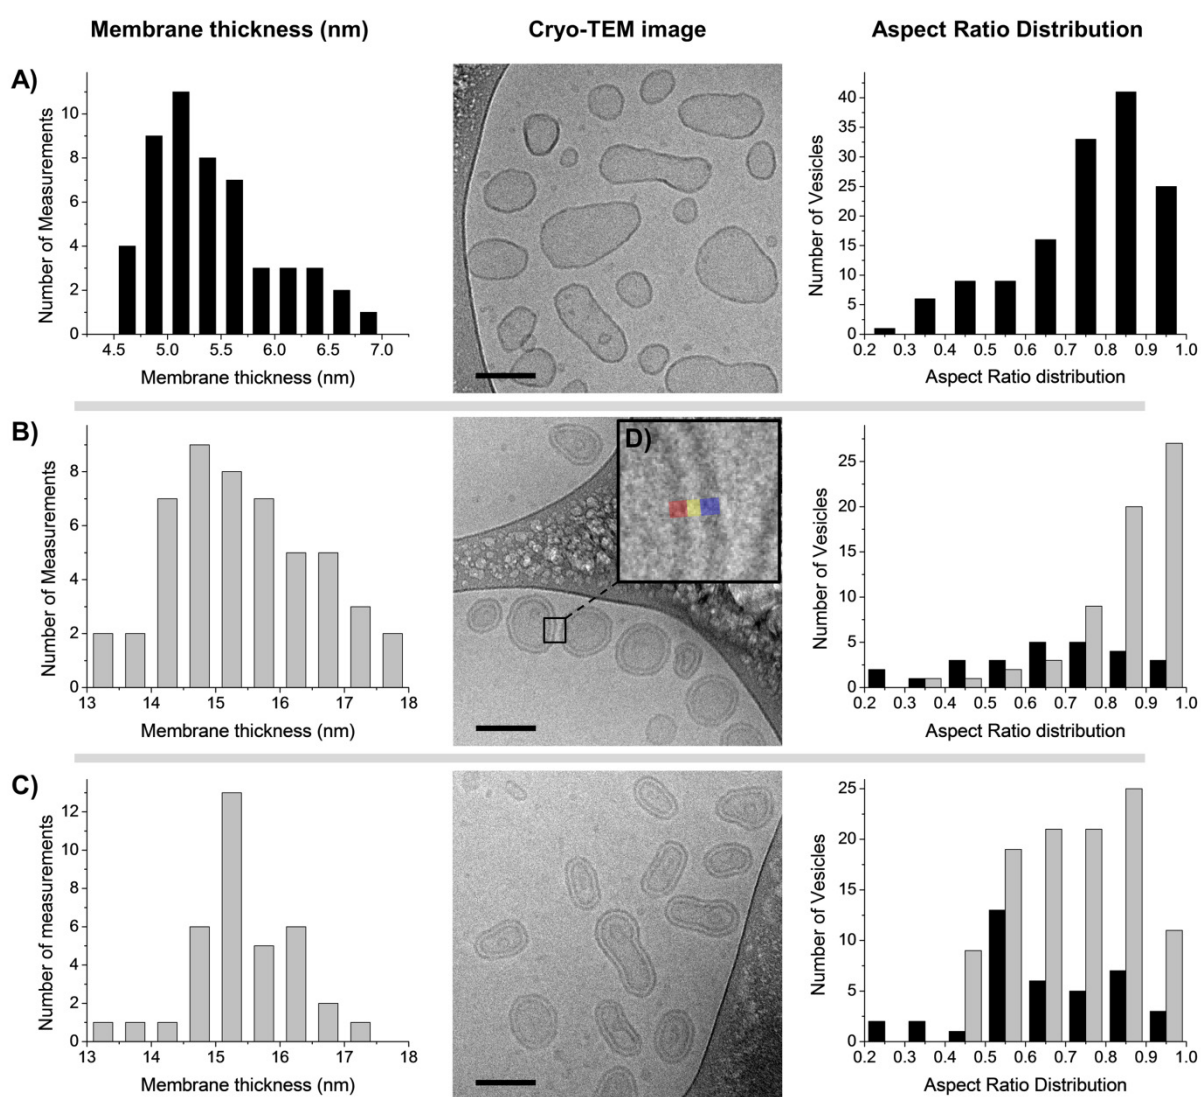 Membrane thickness (nm)
Cryo-TEM image
Aspect Ratio Distribution
A)
Number of Measurements
10
8
6
4
2
0
4.5 5.0 5.5 6.0 6.5 7.0
Membrane thickness (nm)
Number of Vesicles
40
35
30
25
20
15
10
5
0
0.2 0.3 0.4 0.5 0.6 0.7 0.8 0.9 1.0
Aspect Ratio distribution
B)
Number of Measurements
8
6
4
2
0
13 14 15 16 17 18
Membrane thickness (nm)
D)
Number of Vesicles
25
20
15
10
5
0
0.2 0.3 0.4 0.5 0.6 0.7 0.8 0.9 1.0
Aspect Ratio distribution
C)
Number of measurements
12
10
8
6
4
2
0
13 14 15 16 17 18
Membrane thickness (nm)
Number of Vesicles
25
20
15
10
5
0
0.2 0.3 0.4 0.5 0.6 0.7 0.8 0.9 1.0
Aspect Ratio Distribution